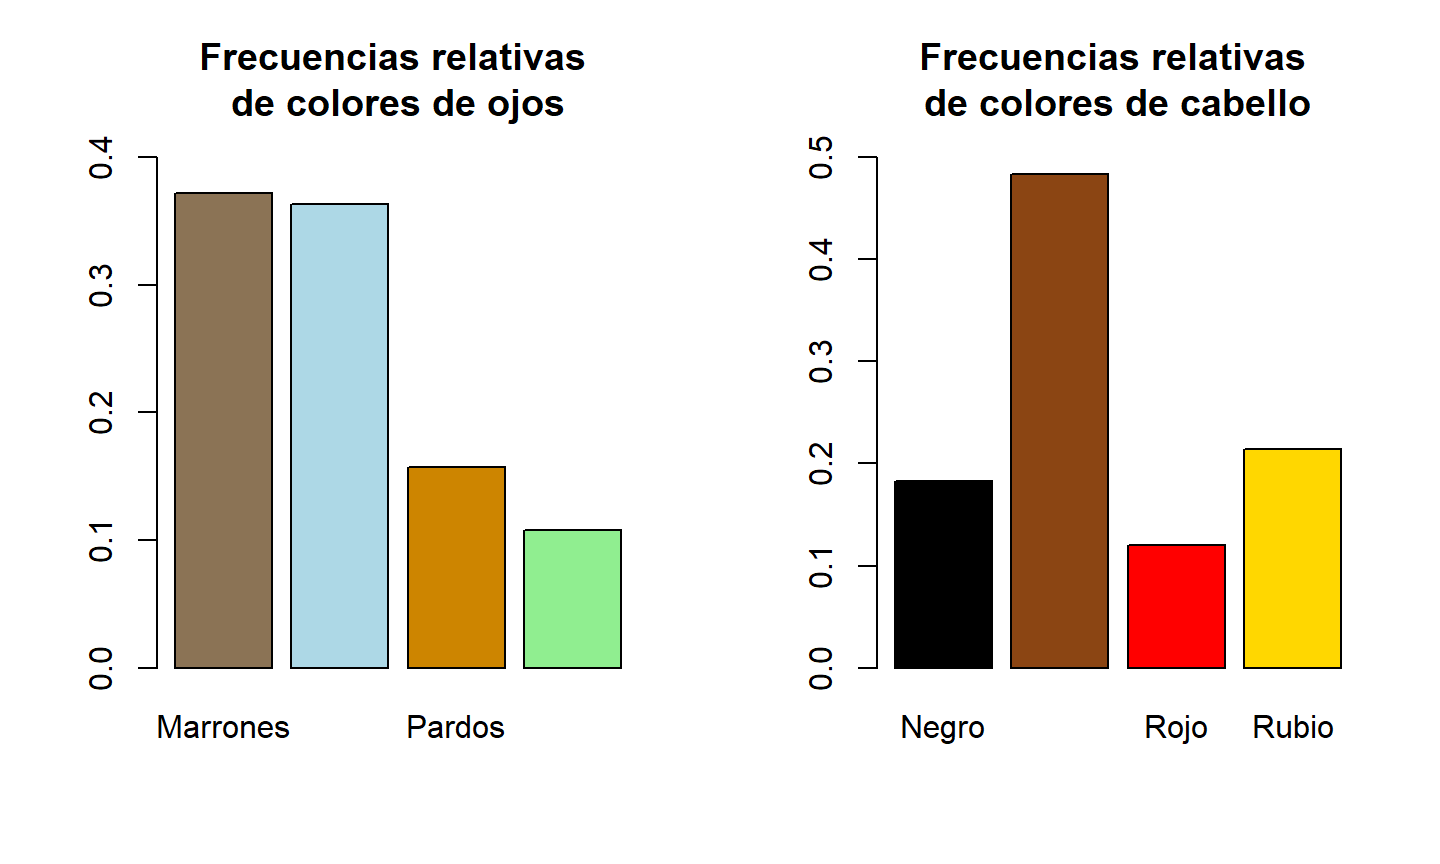 Frecuencias relativas
de colores de ojos
0.4
0.3
0.2
0.1
0.0
Marrones
Pardos
Frecuencias relativas
de colores de cabello
0.5
0.4
0.3
0.2
0.1
0.0
Negro
Rojo
Rubio